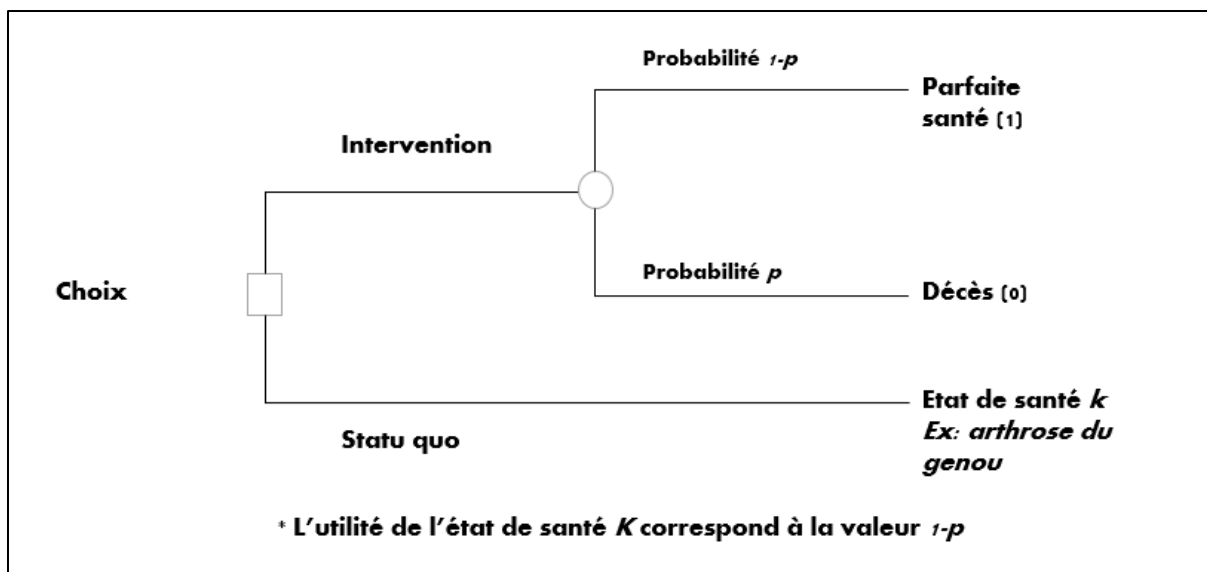 Probabilité 1-p
Parfaite
santé (1)
Intervention
Probabilité p
Choix
Décès (0)
Etat de santé k
Ex: arthrose du
genou
Statu quo
* L'utilité de l'état de santé K correspond à la valeur 1-p